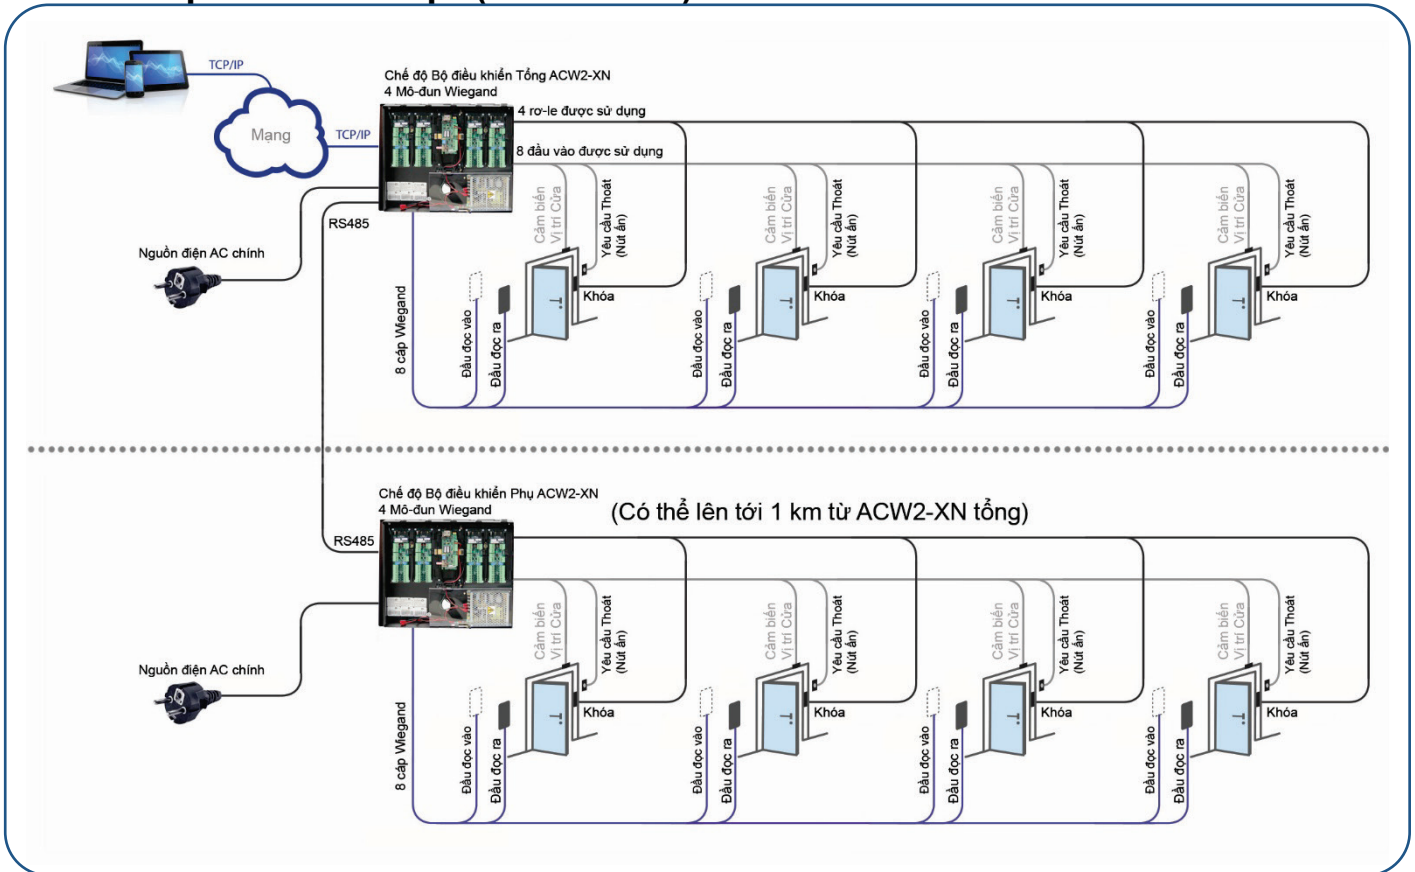 TCP/IP
Mạng
TCP/IP
Chế độ Bộ điều khiển Tổng ACW2-XN
4 Mô-đun Wiegand
4 rơ-le được sử dụng
8 đầu vào được sử dụng
RS485
Nguồn điện AC chính
8 cáp Wiegand
Cảm biến
Vị trí Cửa
Yêu cầu Thoát
(Nút ấn)
Khóa
Đầu đọc vào
Đầu đọc ra
Cảm biến
Vị trí Cửa
Yêu cầu Thoát
(Nút ấn)
Khóa
Đầu đọc vào
Đầu đọc ra
Cảm biến
Vị trí Cửa
Yêu cầu Thoát
(Nút ấn)
Khóa
Đầu đọc vào
Đầu đọc ra
Cảm biến
Vị trí Cửa
Yêu cầu Thoát
(Nút ấn)
Khóa
Đầu đọc vào
Đầu đọc ra
Chế độ Bộ điều khiển Phụ ACW2-XN
4 Mô-đun Wiegand
(Có thể lên tới 1 km từ ACW2-XN tổng)
RS485
Nguồn điện AC chính
8 cáp Wiegand
Cảm biến
Vị trí Cửa
Yêu cầu Thoát
(Nút ấn)
Khóa
Đầu đọc vào
Đầu đọc ra
Cảm biến
Vị trí Cửa
Yêu cầu Thoát
(Nút ấn)
Khóa
Đầu đọc vào
Đầu đọc ra
Cảm biến
Vị trí Cửa
Yêu cầu Thoát
(Nút ấn)
Khóa
Đầu đọc vào
Đầu đọc ra
Cảm biến
Vị trí Cửa
Yêu cầu Thoát
(Nút ấn)
Khóa
Đầu đọc vào
Đầu đọc ra